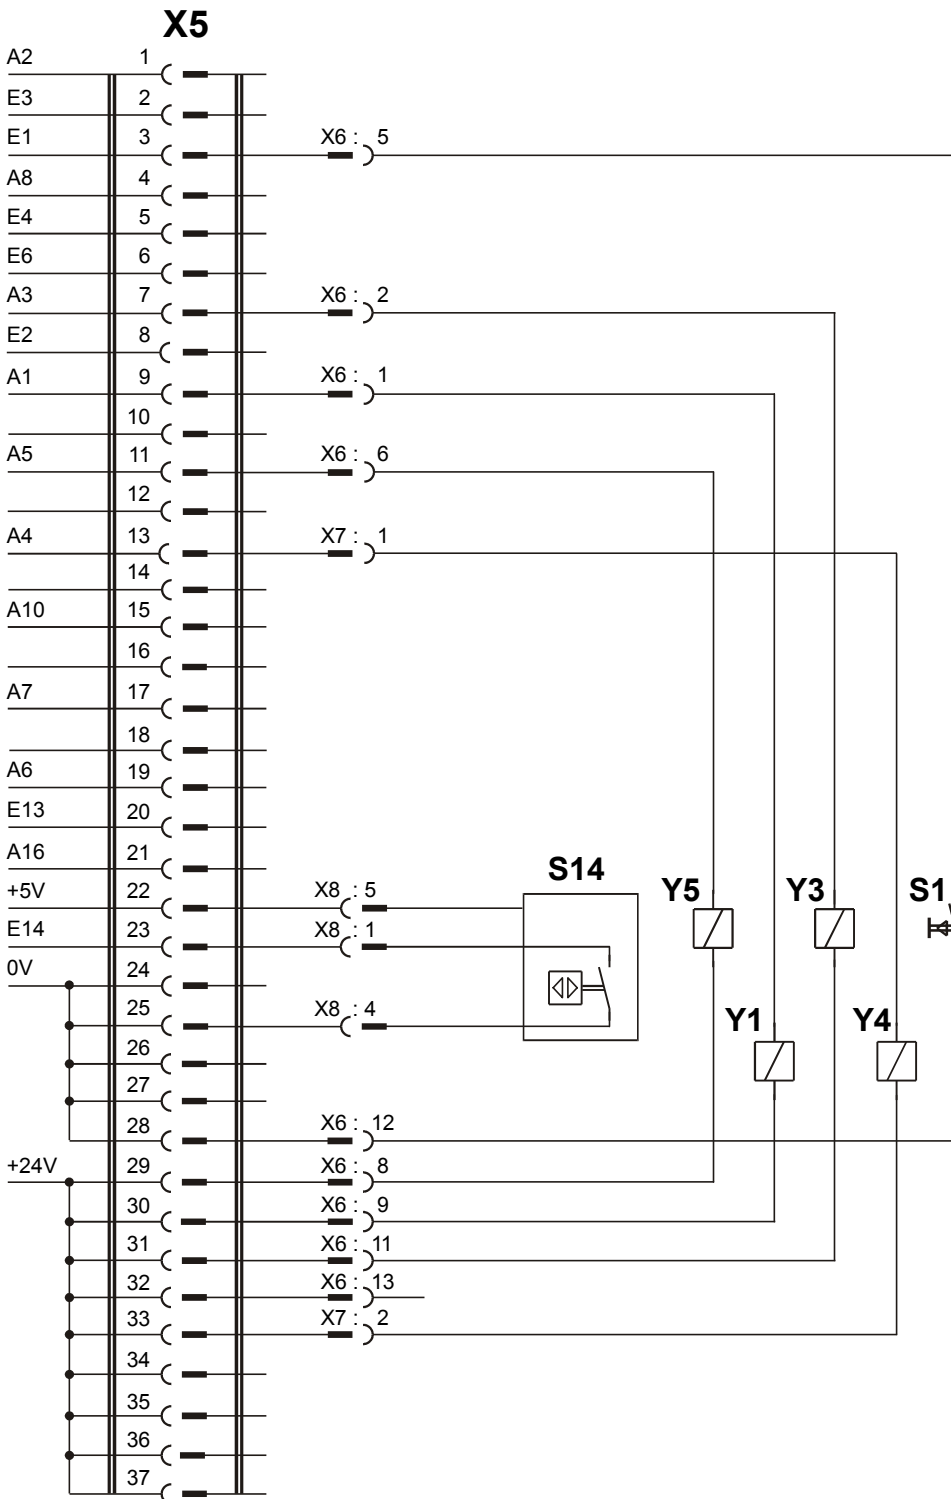 X5
A2 1
E3 2
E1 3 X6 : 5
A8 4
E4 5
E6 6
A3 7 X6 : 2
E2 8
A1 9 X6 : 1
10
A5 11 X6 : 6
12
A4 13 X7 : 1
14
A10 15
16
A7 17
18
A6 19
E13 20
A16 21
S14
+5V 22 X8 : 5 Y5 Y3 S1
E14 23 X8 : 1
0V 24
25 X8 : 4 Y1 Y4
26
27
28 X6 : 12
+24V 29 X6 : 8
30 X6 : 9
31 X6 : 11
32 X6 : 13
33 X7 : 2
34
35
36
37